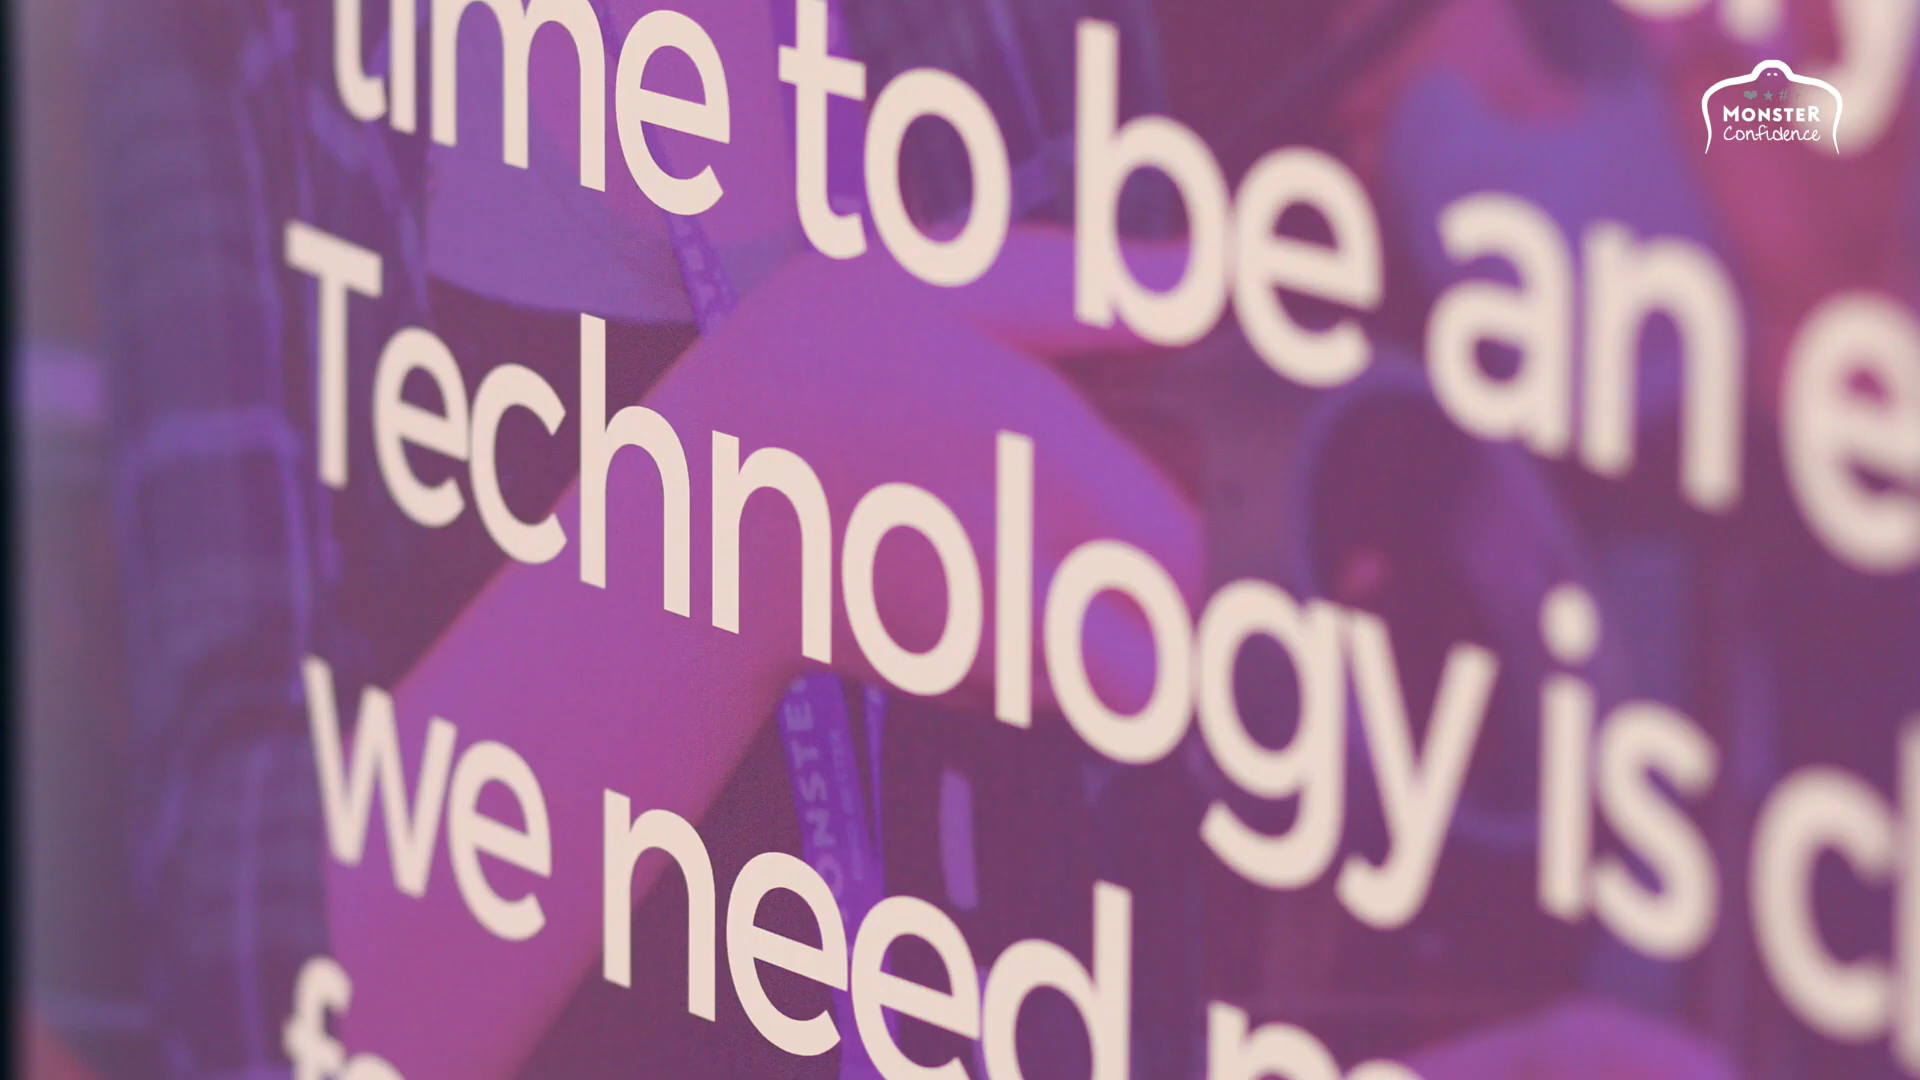 time to be an
MONSTER
Confidence
Technology is
we need